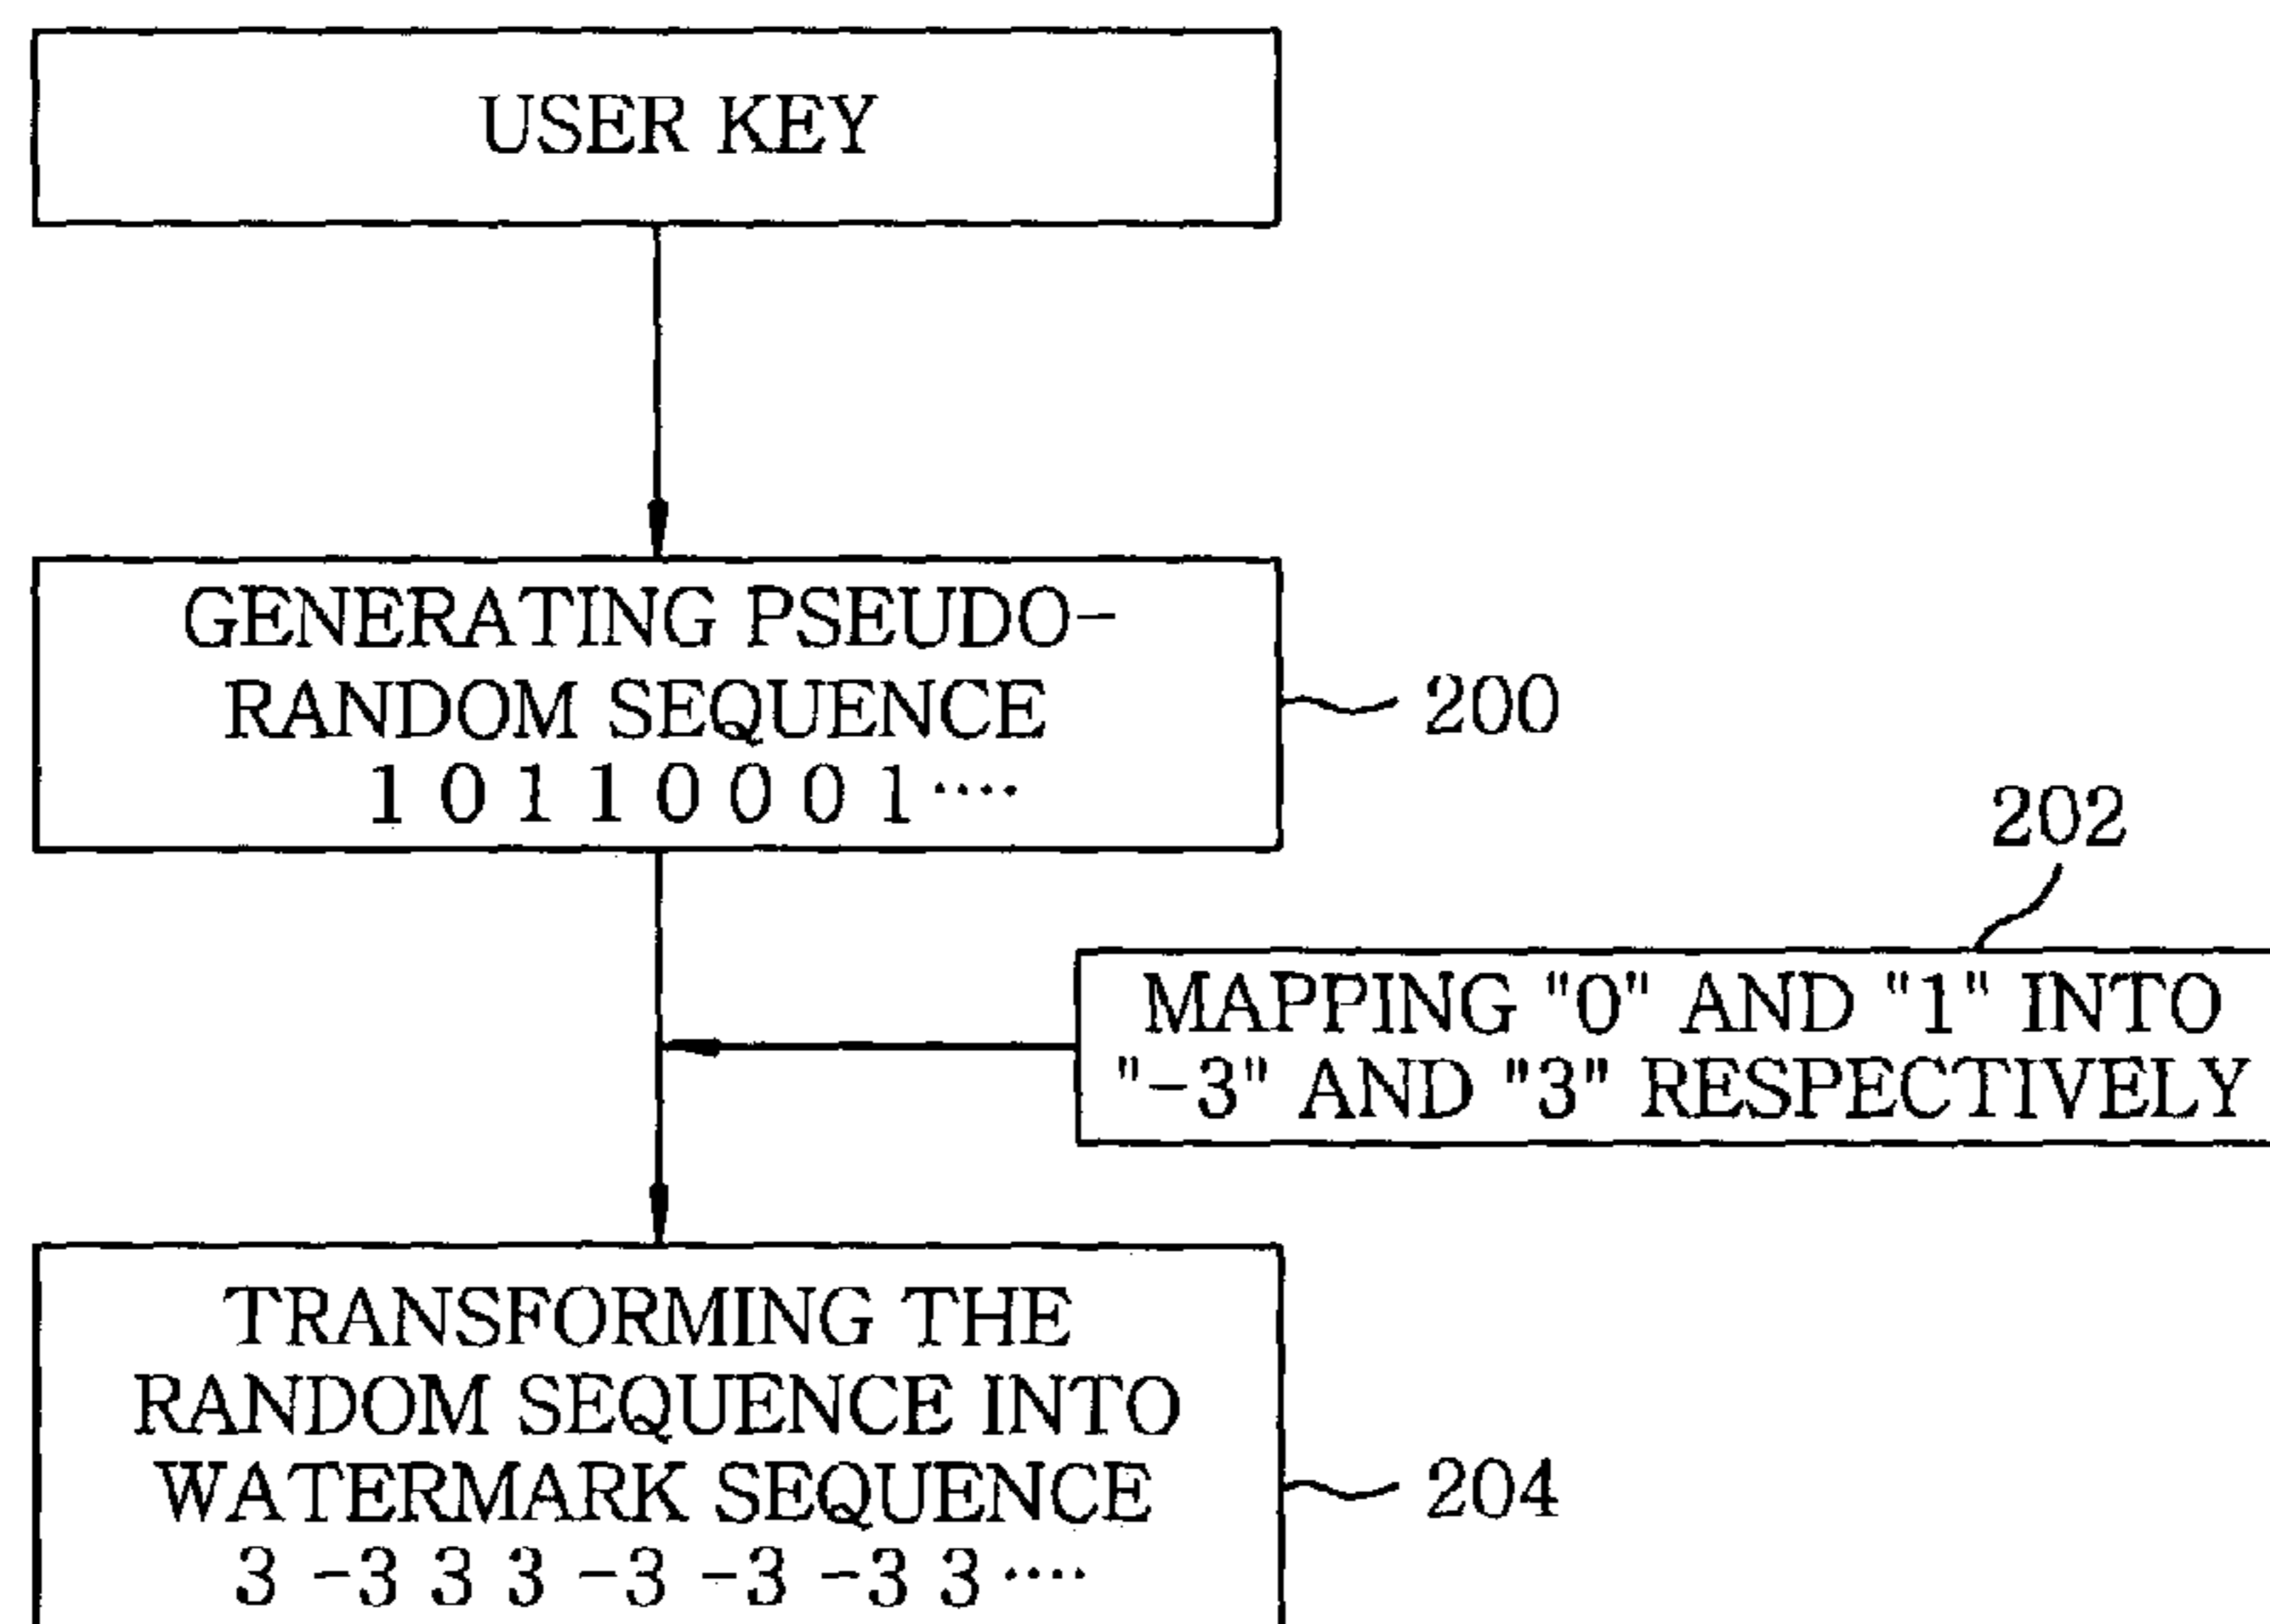 USER KEY
GENERATING PSEUDO-
RANDOM SEQUENCE
1 0 1 1 0 0 0 1 ····
200
202
MAPPING "0" AND "1" INTO
"-3" AND "3" RESPECTIVELY
TRANSFORMING THE
RANDOM SEQUENCE INTO
WATERMARK SEQUENCE
3 -3 3 3 -3 -3 -3 3 ····
204